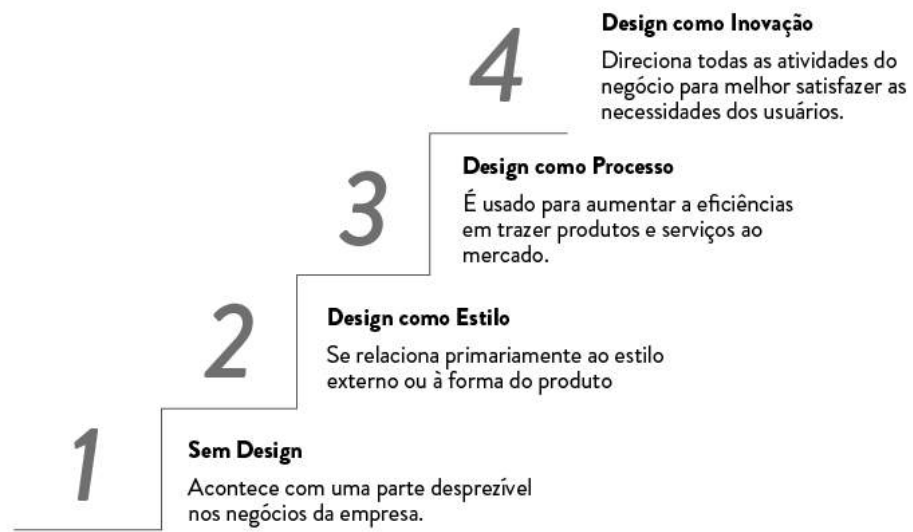 4
Design como Inovação
Direciona todas as atividades do
negócio para melhor satisfazer as
necessidades dos usuários.
3
Design como Processo
É usado para aumentar a eficiências
em trazer produtos e serviços ao
mercado.
2
Design como Estilo
Se relaciona primariamente ao estilo
externo ou à forma do produto
1
Sem Design
Acontece com uma parte desprezível
nos negócios da empresa.